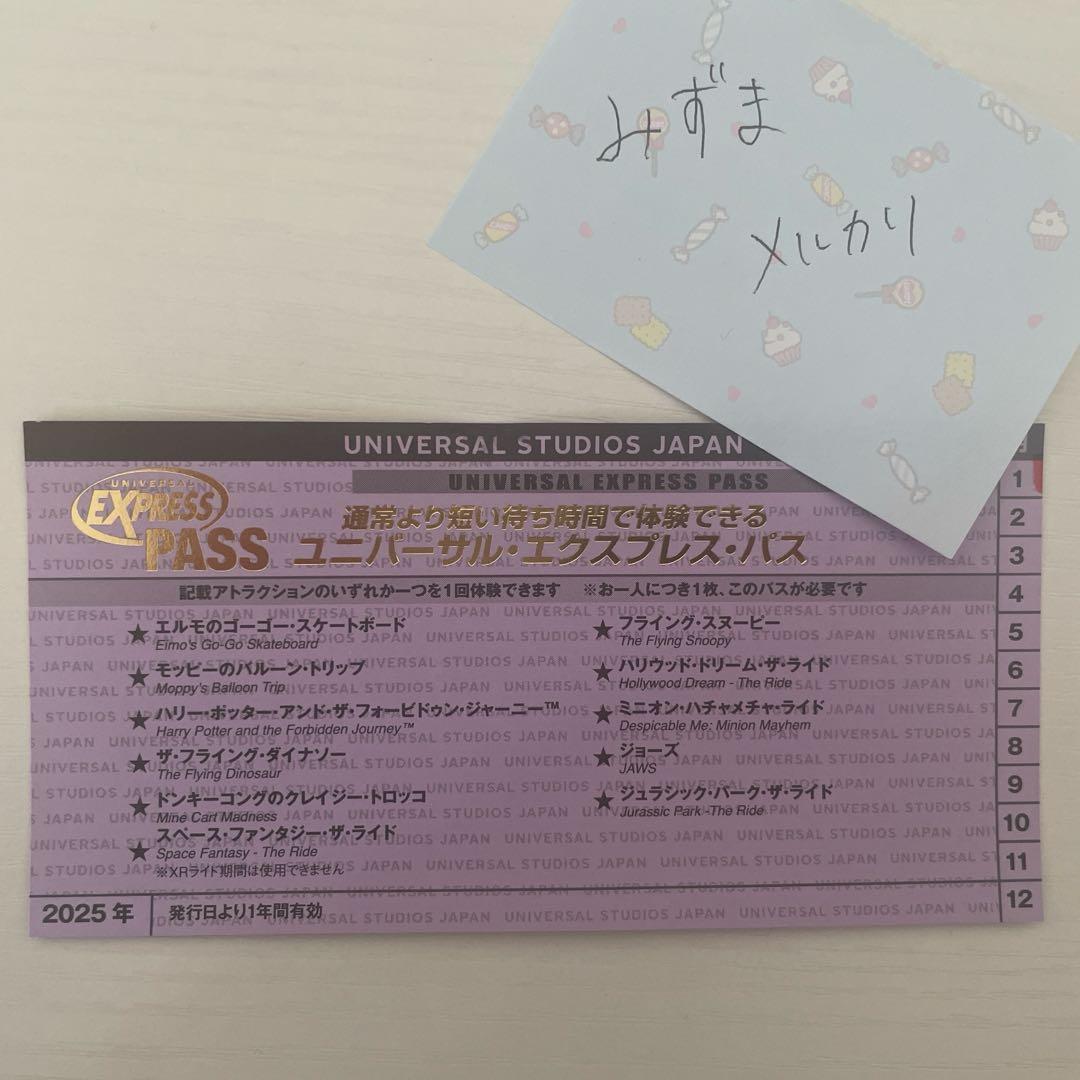 みずま
メルカリ
UNIVERSAL STUDIOS JAPAN
UNIVERSAL EXPRESS PASS
UNIVERSAL
EXPRESS
PASS
通常より短い待ち時間で体験できる
ユニバーサル・エクスプレス・パス
記載アトラクションのいずれか一つを1回体験できます ※お一人につき1枚、このパスが必要です
★ エルモのゴーゴー・スケートボード
Elmo's Go-Go Skateboard
★ モッピーのバルーン・トリップ
Moppy's Balloon Trip
★ ハリー・ポッター・アンド・ザ・フォービドゥン・ジャーニー™
Harry Potter and the Forbidden Journey™
★ ザ・フライング・ダイナソー
The Flying Dinosaur
★ ドンキーコングのクレイジー・トロッコ
Mine Cart Madness
★ スペース・ファンタジー・ザ・ライド
Space Fantasy - The Ride
※XRライド期間は使用できません
★ フライング・スヌーピー
The Flying Snoopy
★ ハリウッド・ドリーム・ザ・ライド
Hollywood Dream - The Ride
★ ミニオン・ハチャメチャ・ライド
Despicable Me: Minion Mayhem
★ ジョーズ
JAWS
★ ジュラシック・パーク・ザ・ライド
Jurassic Park -The Ride
2025年
発行日より1年間有効
1
2
3
4
5
6
7
8
9
10
11
12